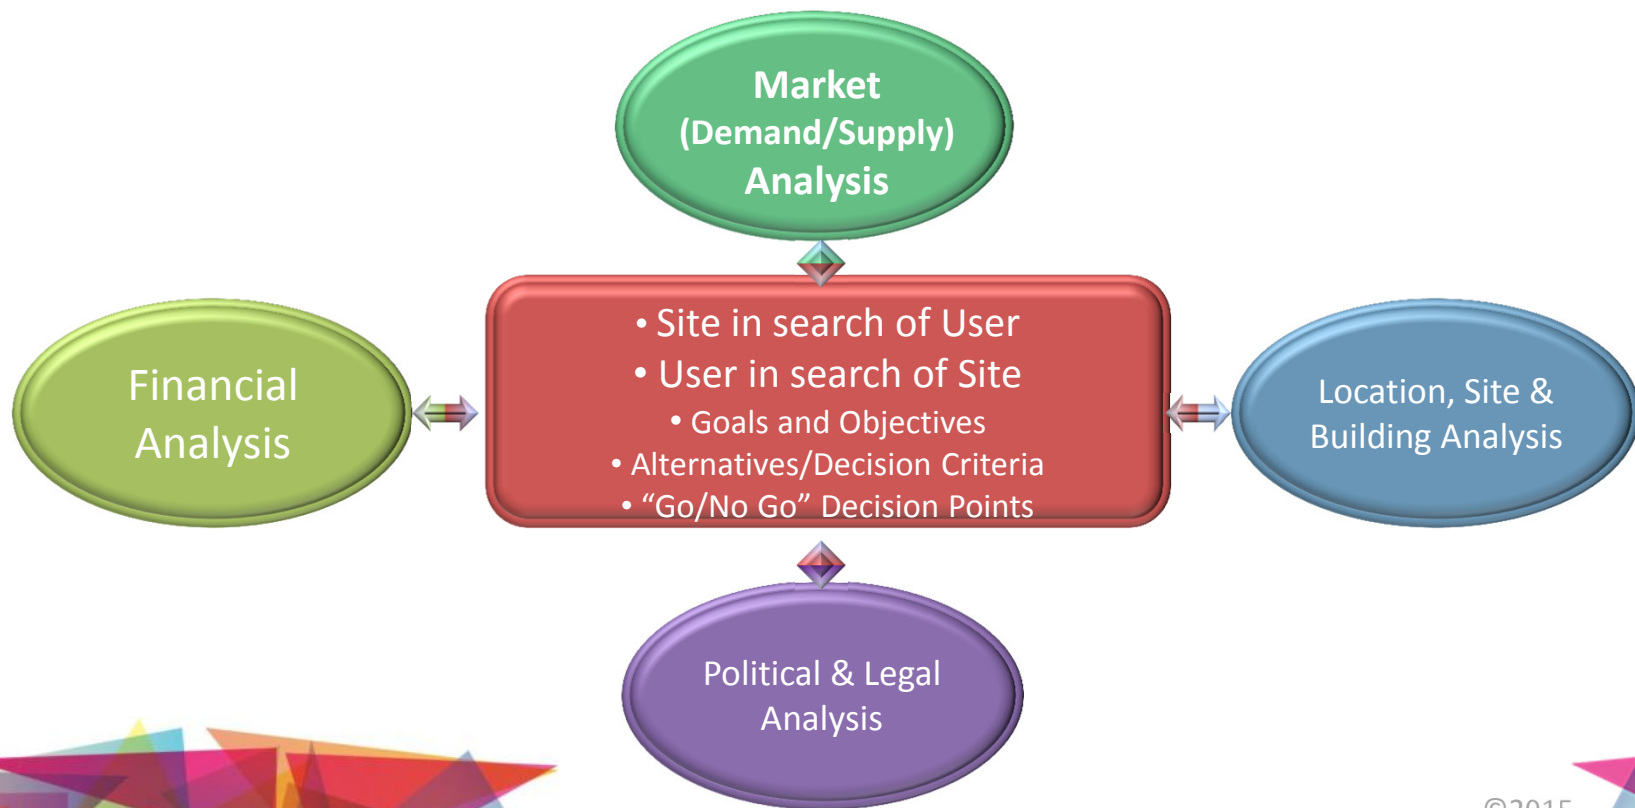 Market
(Demand/Supply)
Analysis
Financial
Analysis
• Site in search of User
• User in search of Site
• Goals and Objectives
• Alternatives/Decision Criteria
• “Go/No Go” Decision Points
Location, Site &
Building Analysis
Political & Legal
Analysis
©2015